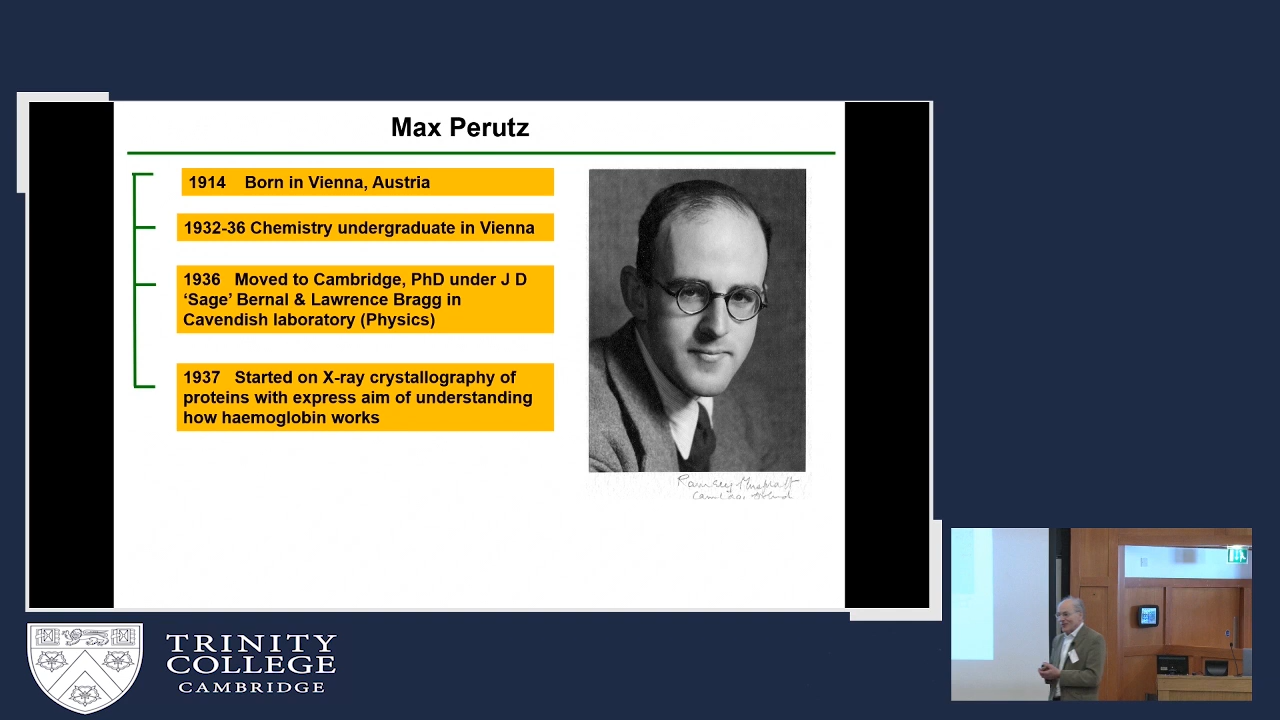 Max Perutz
1914 Born in Vienna, Austria
1932-36 Chemistry undergraduate in Vienna
1936 Moved to Cambridge, PhD under J D
‘Sage’ Bernal & Lawrence Bragg in
Cavendish laboratory (Physics)
1937 Started on X-ray crystallography of
proteins with express aim of understanding
how haemoglobin works
Ramsey
TRINITY
COLLEGE
CAMBRIDGE